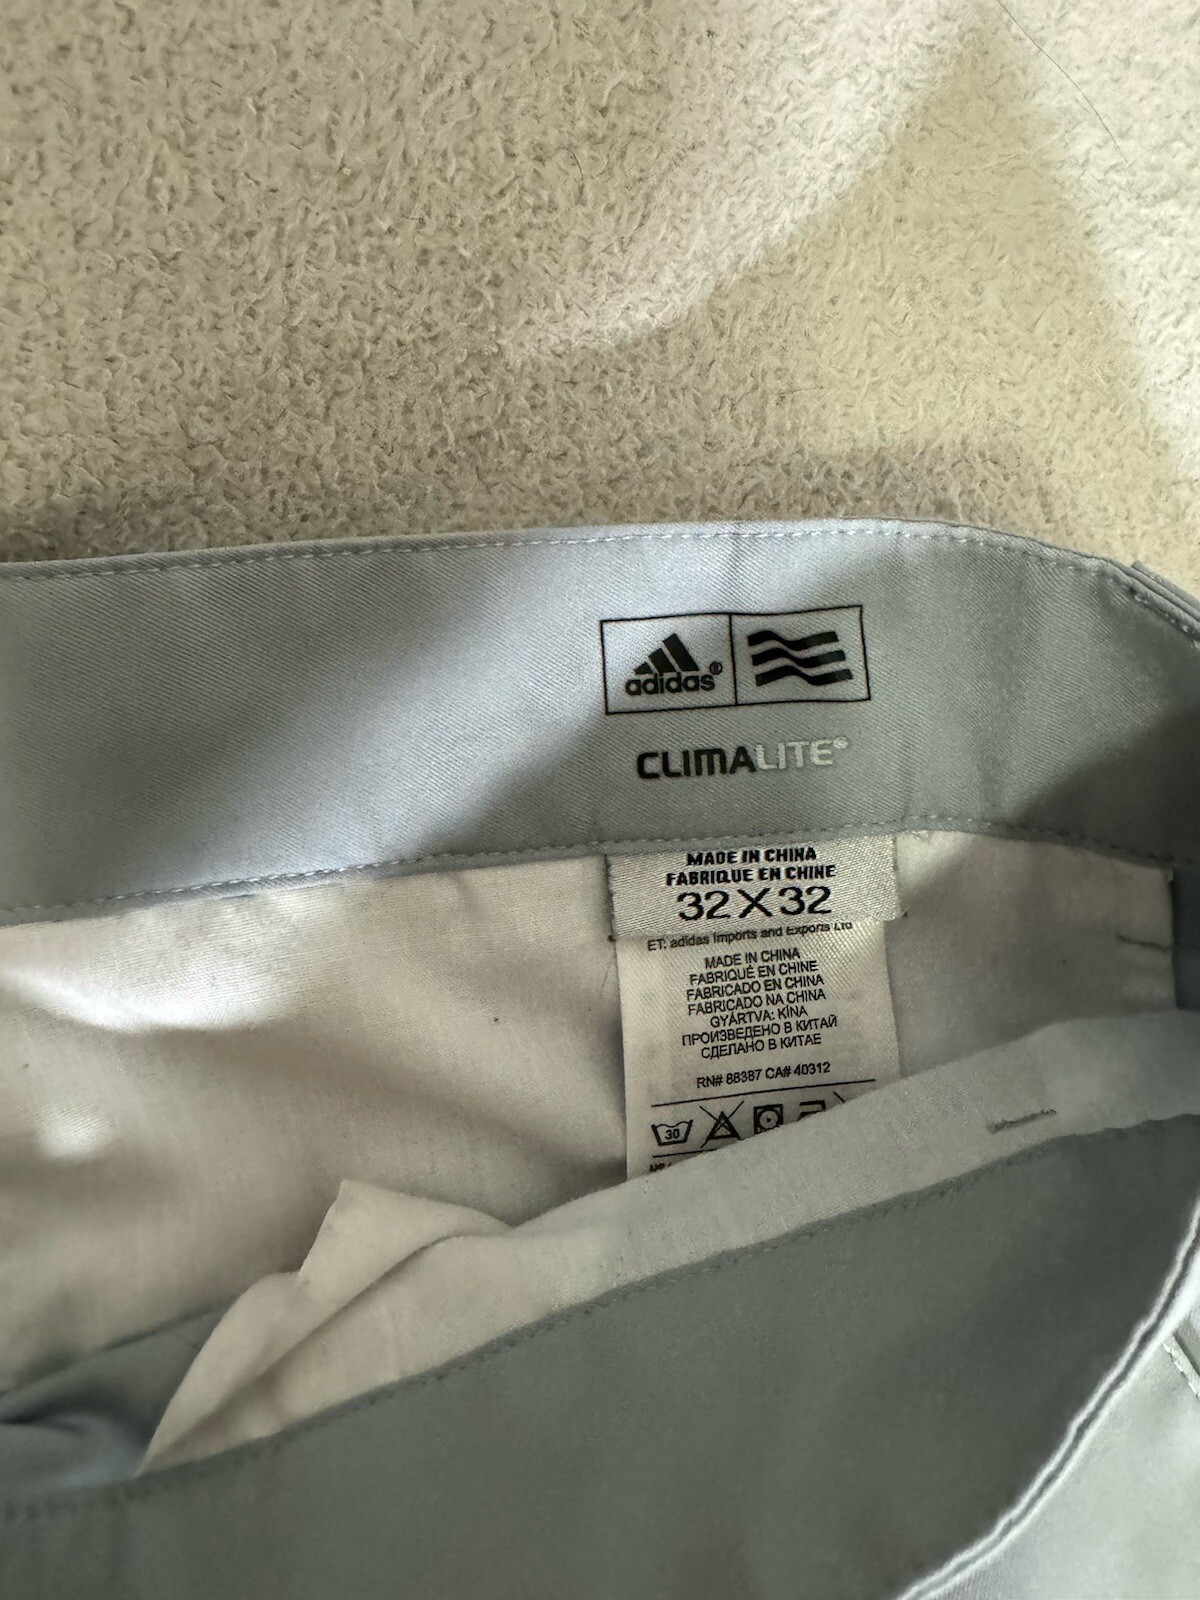 adidas®
CLIMALITE®
MADE IN CHINA
FABRIQUE EN CHINE
32X32
ET: adidas Imports and Exports Ltd
MADE IN CHINA
FABRIQUÉ EN CHINE
FABRICADO EN CHINA
FABRICADO NA CHINA
GYÁRTVA: KÍNA
ПРОИЗВЕДЕНО В КИТАЙ
СДЕЛАНО В КИТАЕ
RN# 88387 CA# 40312
30